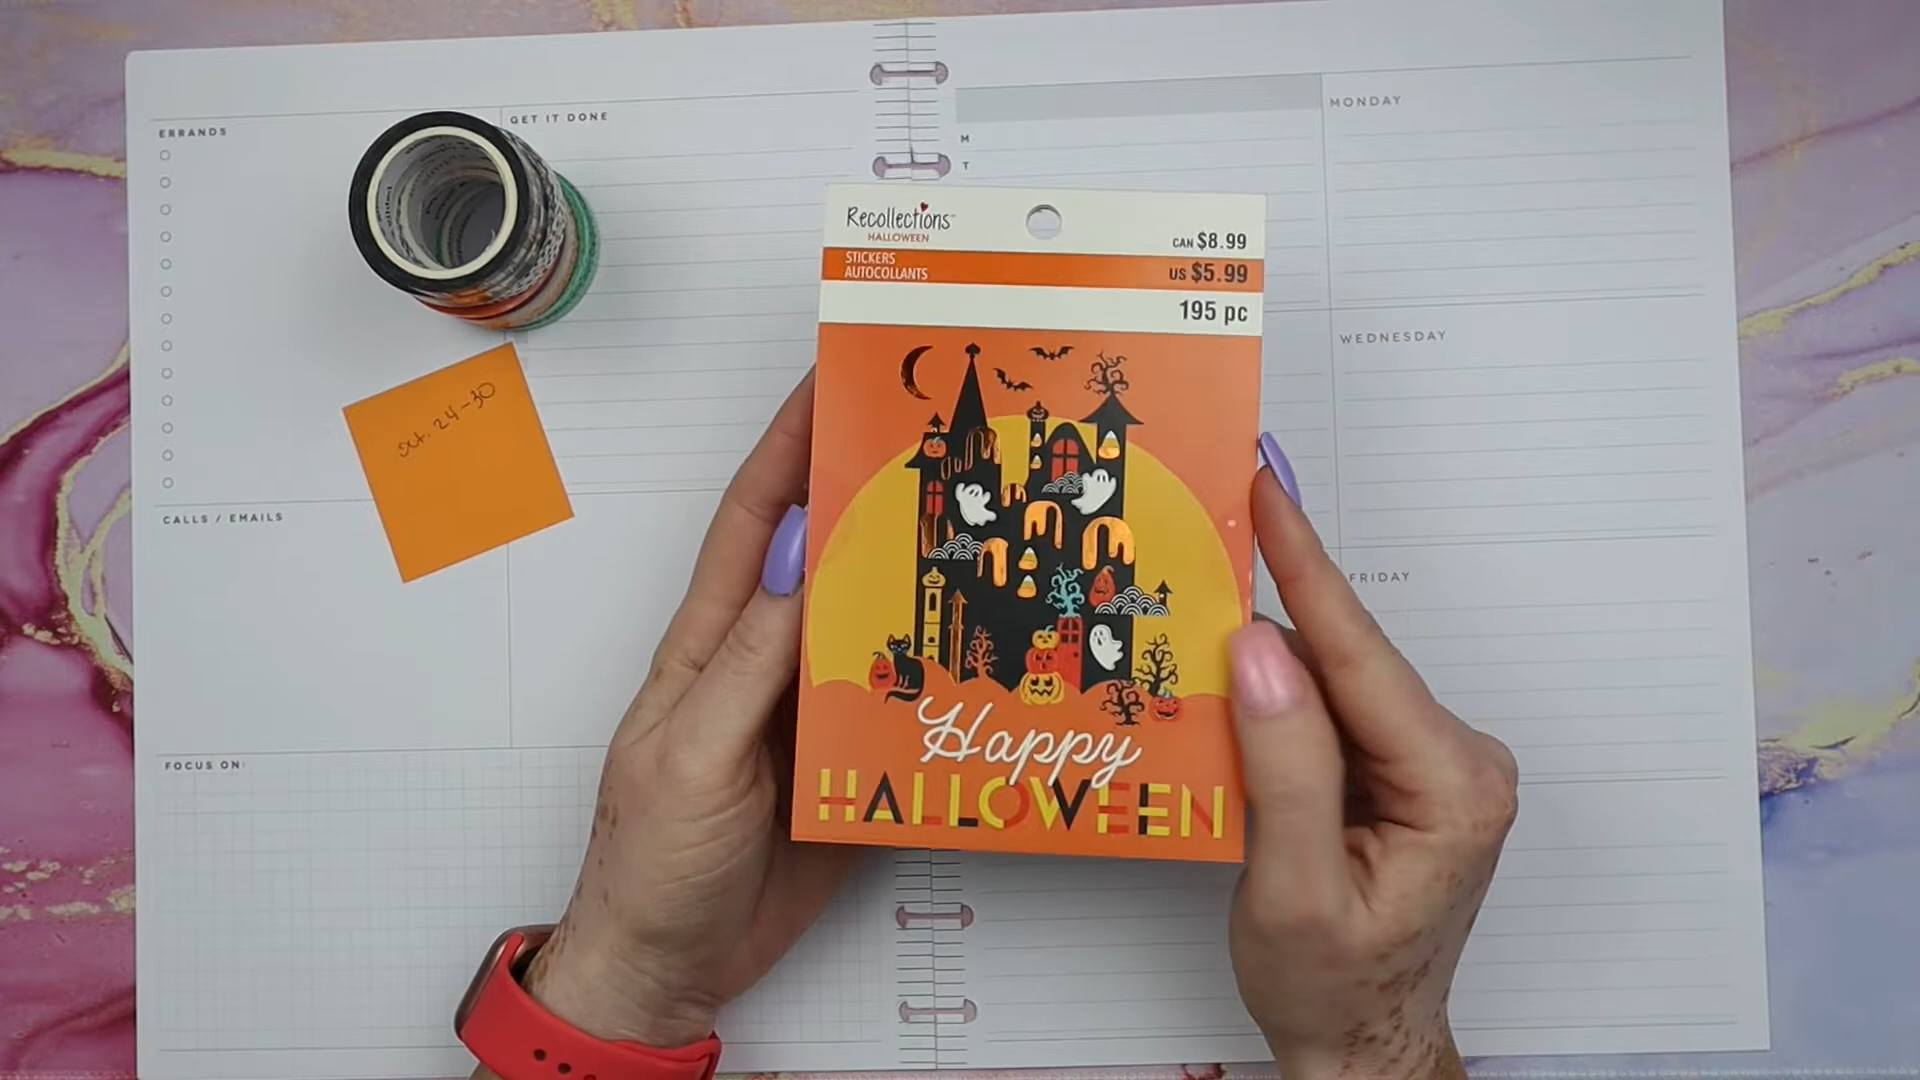 ERRANDS
GET IT DONE
CALLS / EMAILS
FOCUS ON:
oct. 24-30
M
T
MONDAY
WEDNESDAY
FRIDAY
Recollections™
HALLOWEEN
CAN $8.99
STICKERS
AUTOCOLLANTS
US $5.99
195 pc
Happy
HALLOWEEN